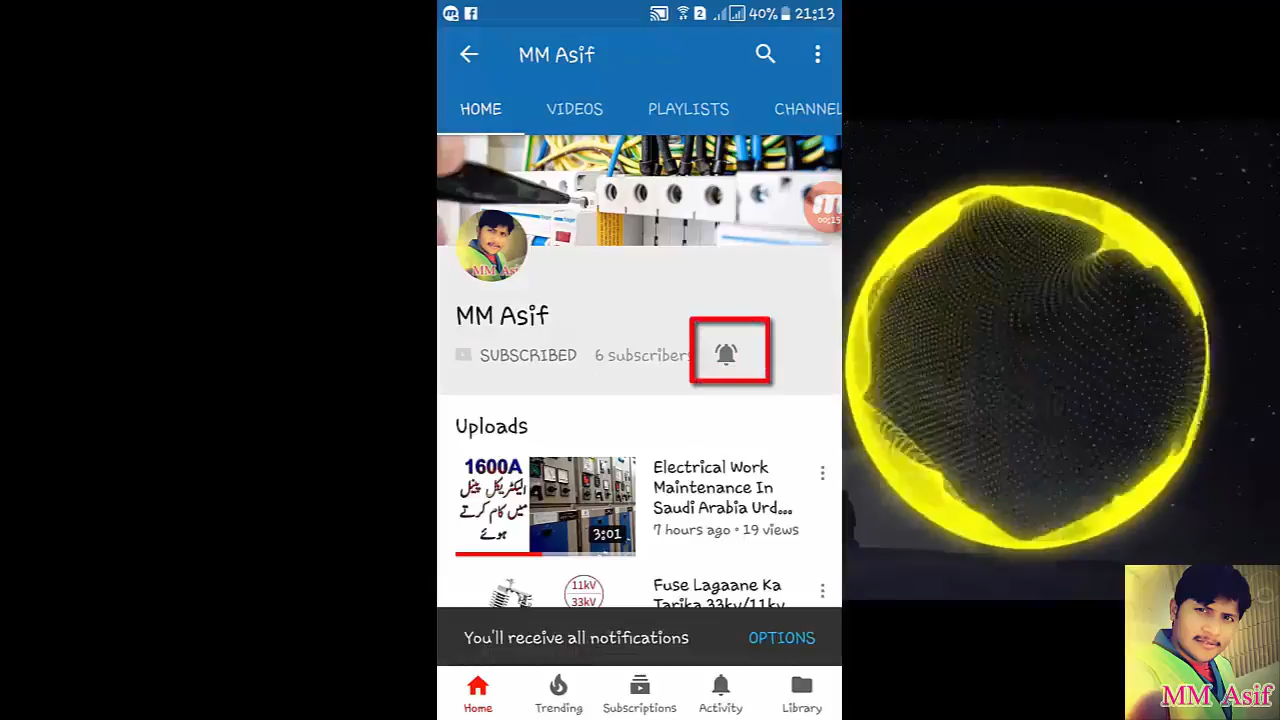 2 40% 21:13
MM Asif
HOME VIDEOS PLAYLISTS CHANNEL
00:15
MM Asif
MM Asif
SUBSCRIBED 6 subscribers
Uploads
1600A
الیکٹریکل پینل
میں کام کرتے
ہوئے
3:01
Electrical Work
Maintenance In
Saudi Arabia Urd...
7 hours ago • 19 views
11kV
33kV
Fuse Lagaane Ka
Tarika 33kv/11kv
You'll receive all notifications OPTIONS
Home Trending Subscriptions Activity Library
MM Asif